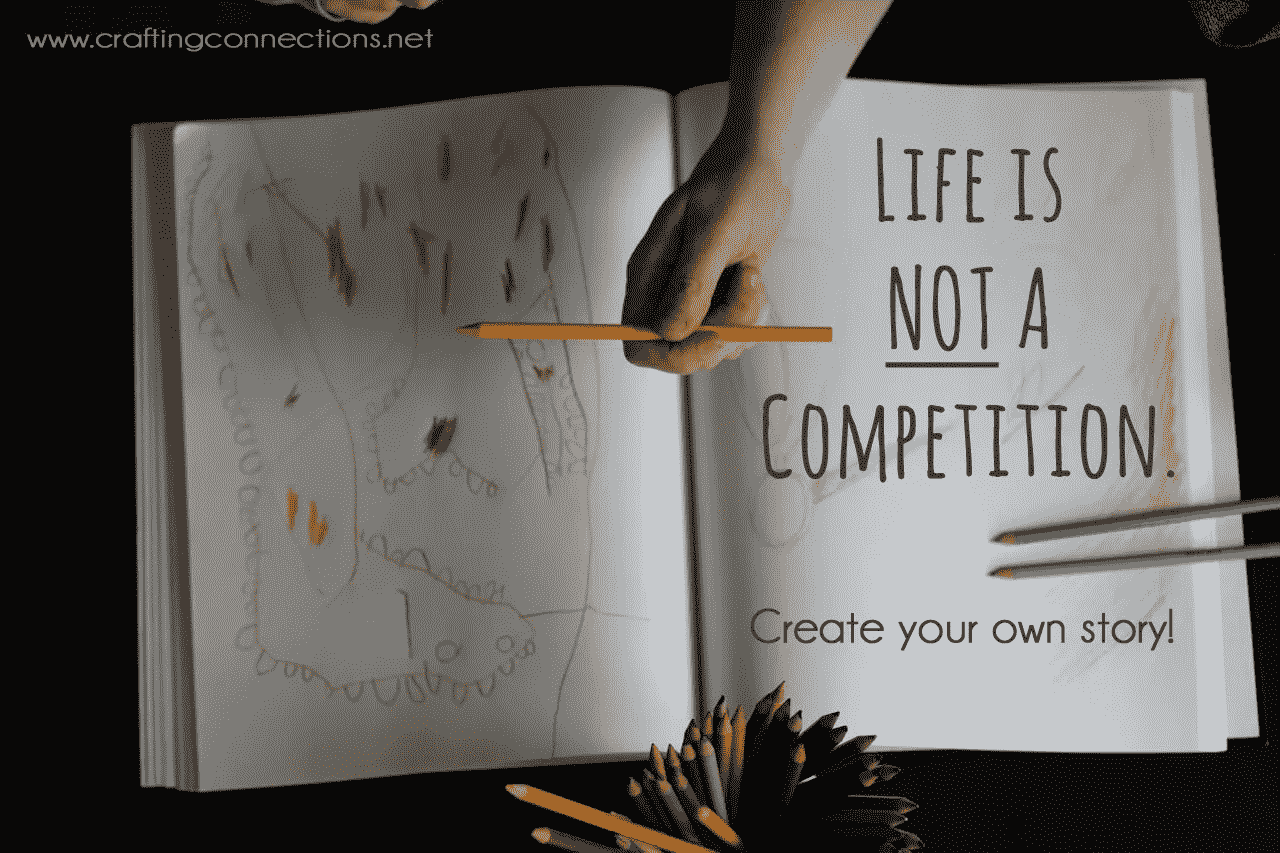 www.craftingconnections.net
LIFE IS
NOT A
COMPETITION.
Create your own story!